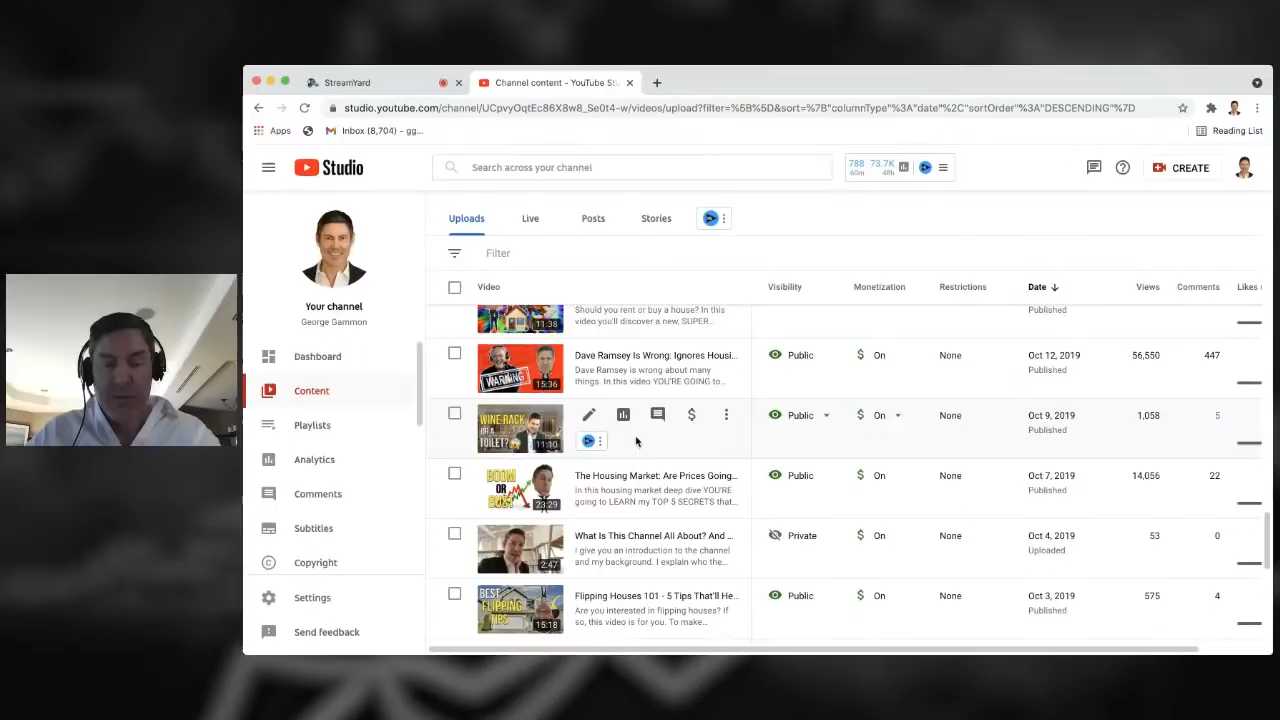 StreamYard
Channel content - YouTube Stu
studio.youtube.com/channel/UCpvyOqtEc86X8w8_Se0t4-w/videos/upload?filter=%5B%5D&sort=%7B"columnType"%3A"date"%2C"sortOrder"%3A"DESCENDING"%7D
Apps
Inbox (8,704) - gg...
Reading List
Studio
Search across your channel
788 73.7K
60m 48h
CREATE
Uploads
Live
Posts
Stories
Filter
Your channel
George Gammon
Dashboard
Content
Playlists
Analytics
Comments
Subtitles
Copyright
Settings
Send feedback
Video
Visibility
Monetization
Restrictions
Date
Views
Comments
Likes
11:38
Should you rent or buy a house? In this
video you'll discover a new, SUPER...
Published
WARNING
15:36
Dave Ramsey Is Wrong: Ignores Housi...
Dave Ramsey is wrong about many
things. In this video YOU'RE GOING to...
Public
On
None
Oct 12, 2019
Published
56,550
447
WINE RACK
OR A
TOILET?
11:10
Public
On
None
Oct 9, 2019
Published
1,058
5
BOOM
OR
BUST
23:29
The Housing Market: Are Prices Going...
In this housing market deep dive YOU'RE
going to LEARN my TOP 5 SECRETS that...
Public
On
None
Oct 7, 2019
Published
14,056
22
2:47
What Is This Channel All About? And ...
I give you an introduction to the channel
and my background. I explain who the...
Private
On
None
Oct 4, 2019
Uploaded
53
0
BEST
FLIPPING
TIPS
15:18
Flipping Houses 101 - 5 Tips That'll He...
Are you interested in flipping houses? If
so, this video is for you. To make...
Public
On
None
Oct 3, 2019
Published
575
4